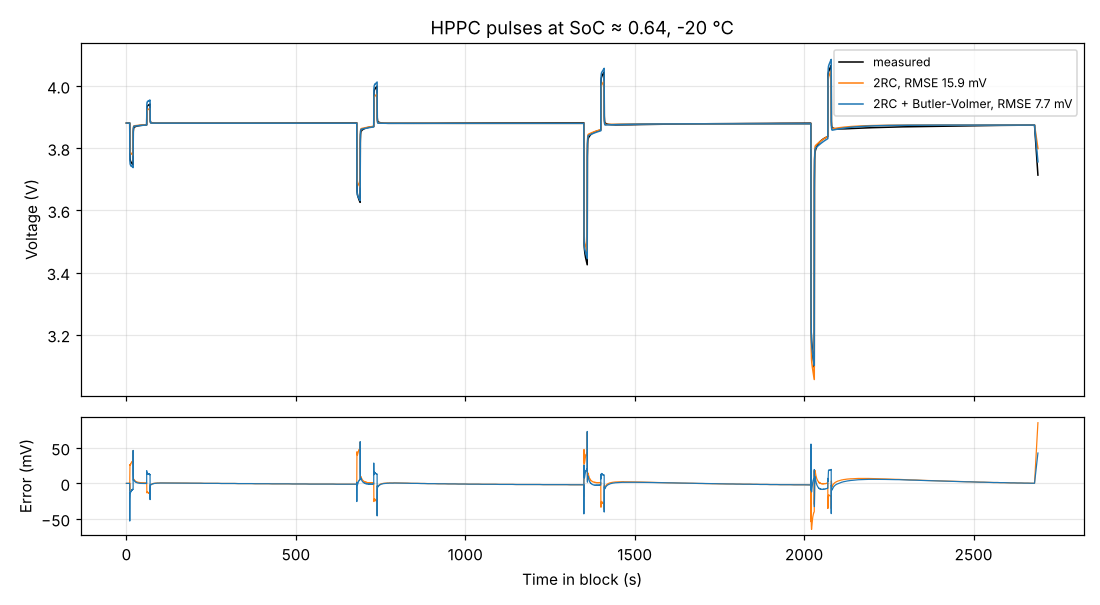 HPPC pulses at SoC ≈ 0.64, -20 °C
measured
2RC, RMSE 15.9 mV
2RC + Butler-Volmer, RMSE 7.7 mV
Voltage (V)
4.0
3.8
3.6
3.4
3.2
Error (mV)
50
0
−50
0
500
1000
1500
2000
2500
Time in block (s)